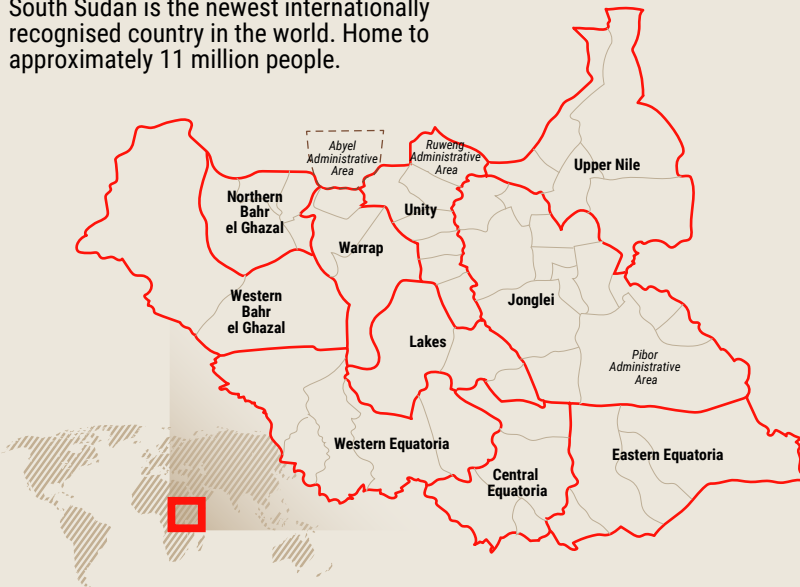 South Sudan is the newest internationally
recognised country in the world. Home to
approximately 11 million people.
Abyel
Administrative
Area
Ruweng
Administrative
Area
Upper Nile
Northern
Bahr
el Ghazal
Unity
Warrap
Western
Bahr
el Ghazal
Jonglei
Lakes
Pibor
Administrative
Area
Western Equatoria
Eastern Equatoria
Central
Equatoria